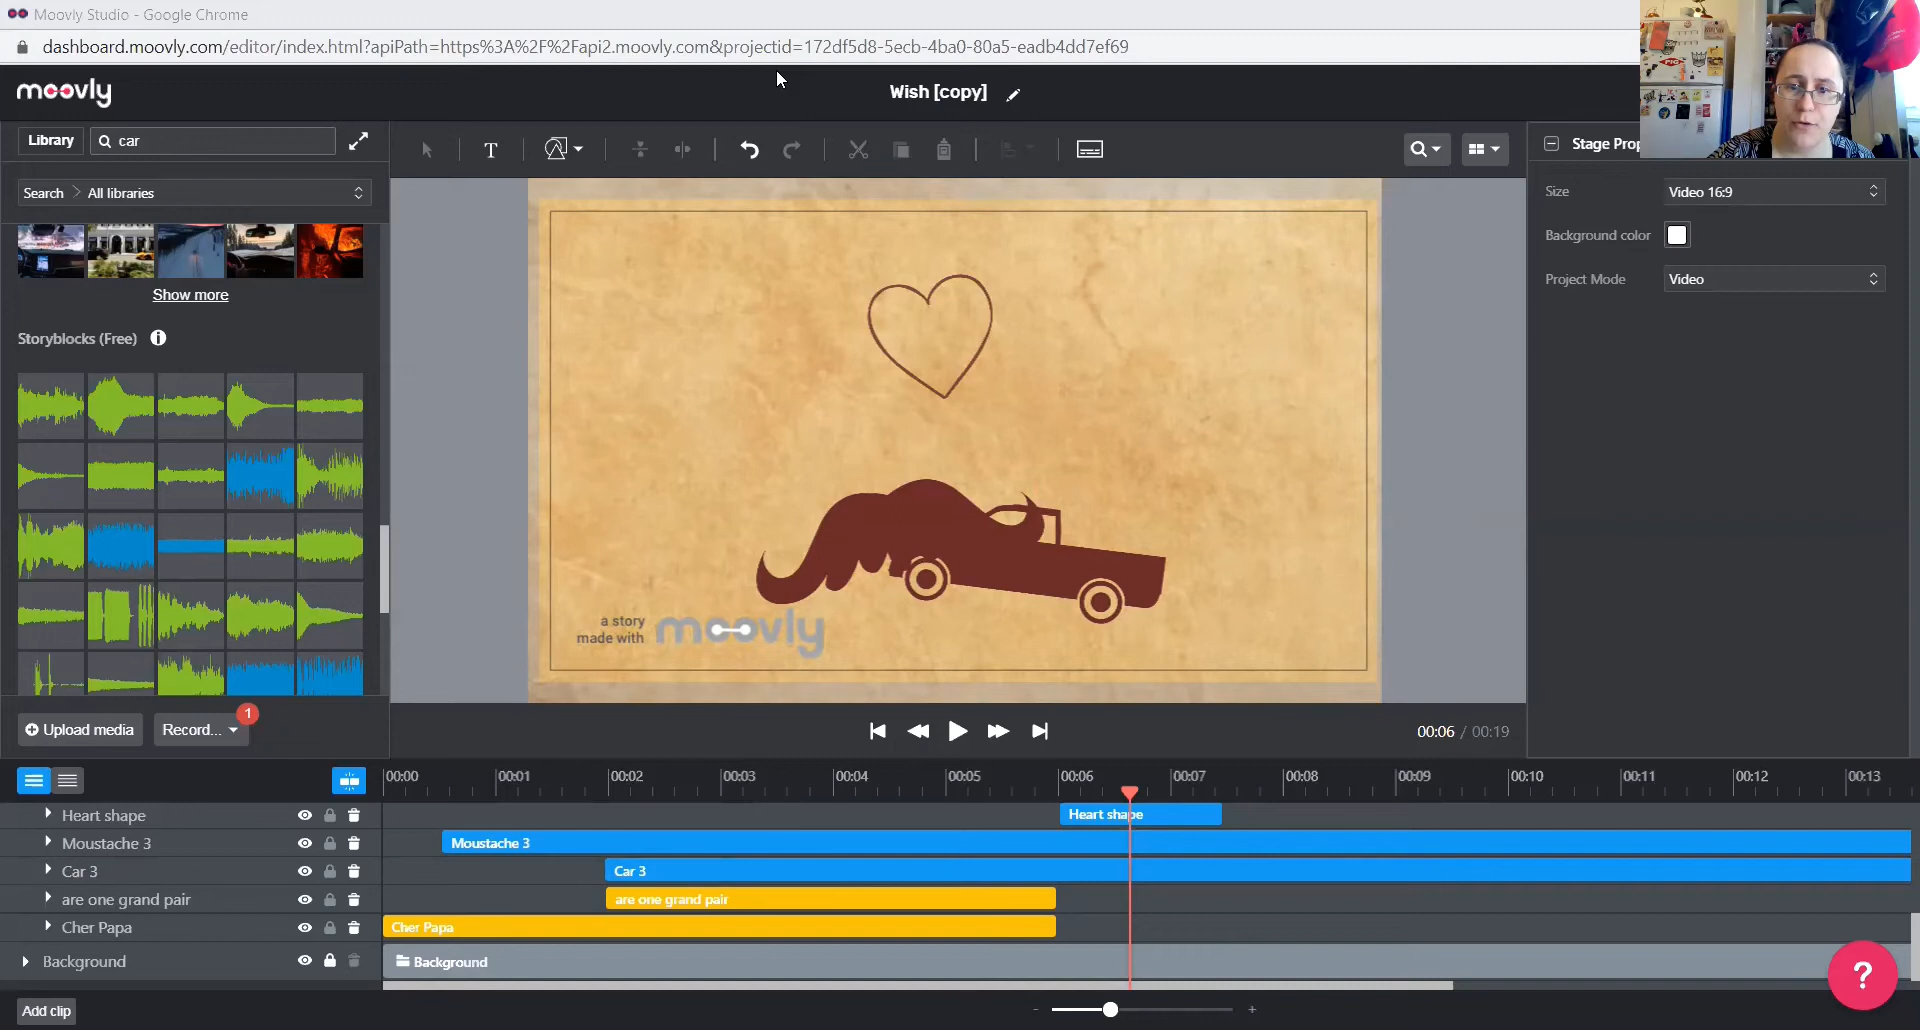 Moovly Studio - Google Chrome
dashboard.moovly.com/editor/index.html?apiPath=https%3A%2F%2Fapi2.moovly.com&projectid=172df5d8-5ecb-4ba0-80a5-eadb4dd7ef69
moovly
Wish [copy]
Library
car
T
Stage Prop
Search > All libraries
Size
Video 16:9
Background color
Project Mode
Video
Show more
Storyblocks (Free)
a story
made with
moovly
Upload media
Record...
1
00:06 / 00:19
00:00
00:01
00:02
00:03
00:04
00:05
00:06
00:07
00:08
00:09
00:10
00:11
00:12
00:13
Heart shape
Heart shape
Moustache 3
Moustache 3
Car 3
Car 3
are one grand pair
are one grand pair
Cher Papa
Cher Papa
Background
Background
?
Add clip
- +